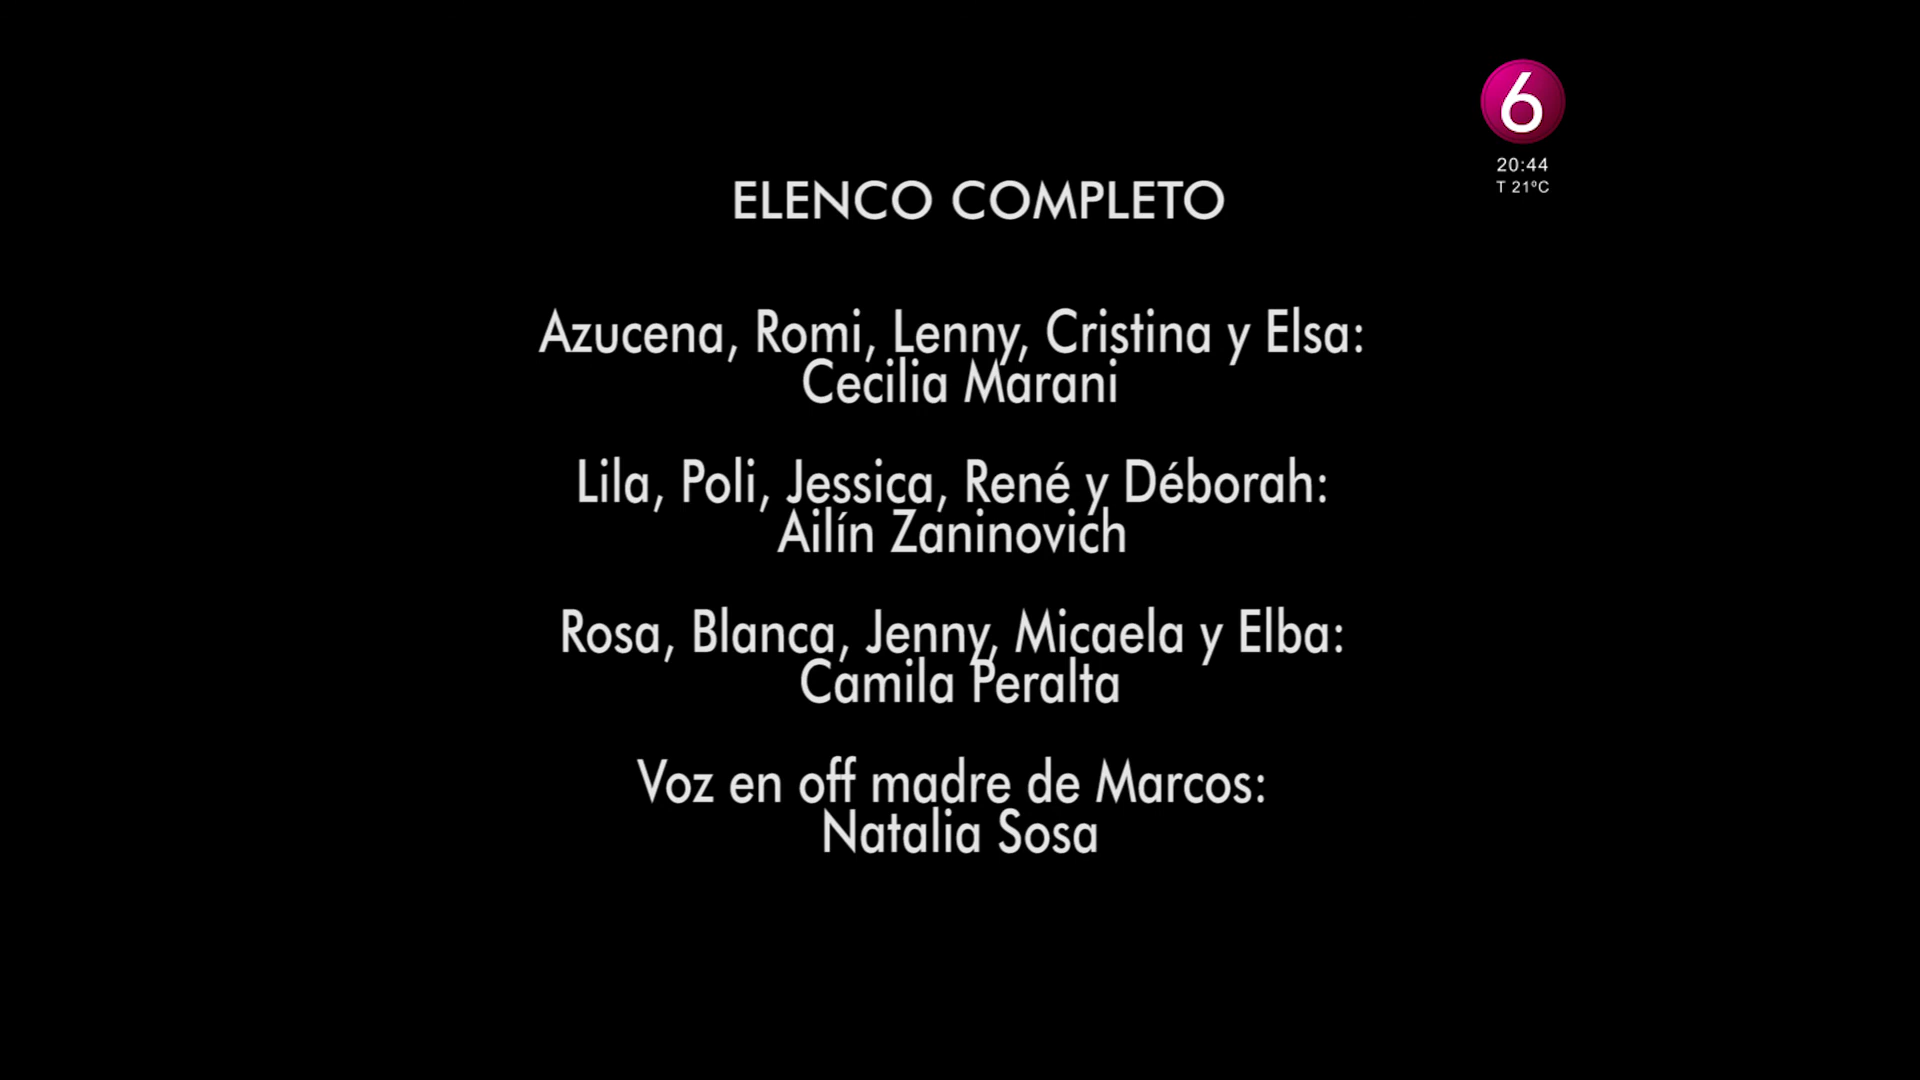 6
20:44
T 21ºC
ELENCO COMPLETO
Azucena, Romi, Lenny, Cristina y Elsa:
Cecilia Marani
Lila, Poli, Jessica, René y Déborah:
Ailín Zaninovich
Rosa, Blanca, Jenny, Micaela y Elba:
Camila Peralta
Voz en off madre de Marcos:
Natalia Sosa